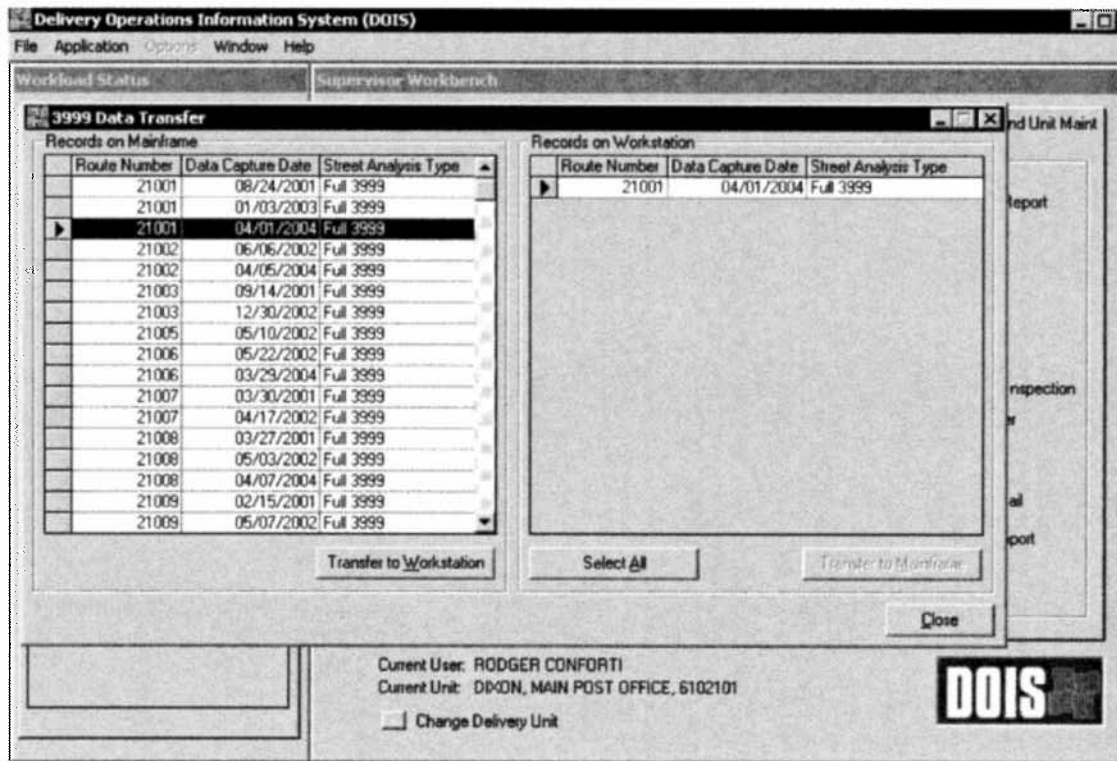 Delivery Operations Information System (DOIS)
File Application Options Window Help
Workload Status
Supervisor Workbench
3999 Data Transfer
nd Unit Maint
Records on Mainframe
Route Number Data Capture Date Street Analysis Type
21001 08/24/2001 Full 3999
21001 01/03/2003 Full 3999
21001 04/01/2004 Full 3999
21002 06/06/2002 Full 3999
21002 04/05/2004 Full 3999
21003 09/14/2001 Full 3999
21003 12/30/2002 Full 3999
21005 05/10/2002 Full 3999
21006 05/22/2002 Full 3999
21006 03/29/2004 Full 3999
21007 03/30/2001 Full 3999
21007 04/17/2002 Full 3999
21008 03/27/2001 Full 3999
21008 05/03/2002 Full 3999
21008 04/07/2004 Full 3999
21009 02/15/2001 Full 3999
21009 05/07/2002 Full 3999
Transfer to Workstation
Records on Workstation
Route Number Data Capture Date Street Analysis Type
21001 04/01/2004 Full 3999
Select All
Transfer to Mainframe
Close
Report
nspection
er
ail
port
Current User: RODGER CONFORTI
Current Unit: DIXON, MAIN POST OFFICE, 6102101
Change Delivery Unit
DOIS